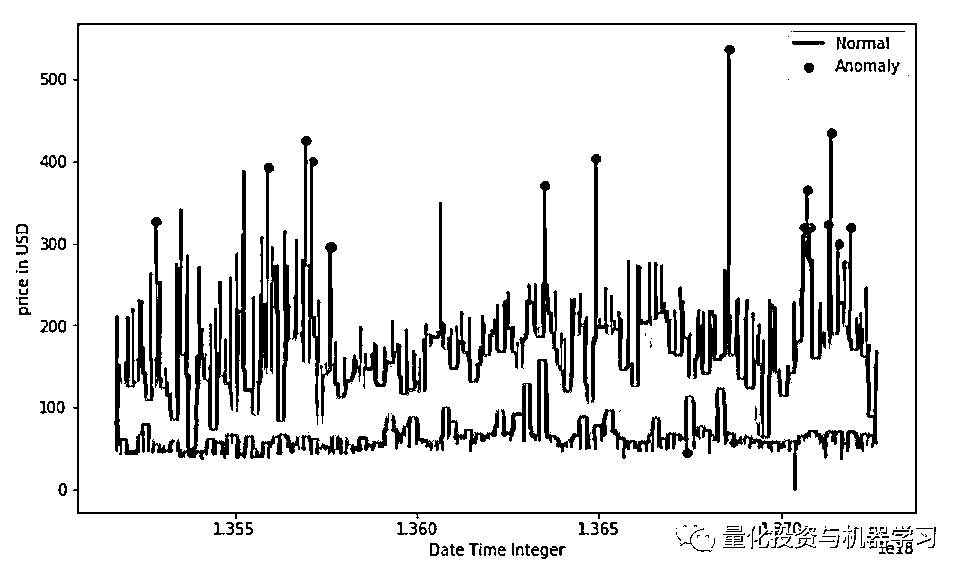 Normal
Anomaly
500
400
300
200
100
0
price in USD
1.355
1.360
1.365
1.370
1e18
Date Time Integer
量化投资与机器学习